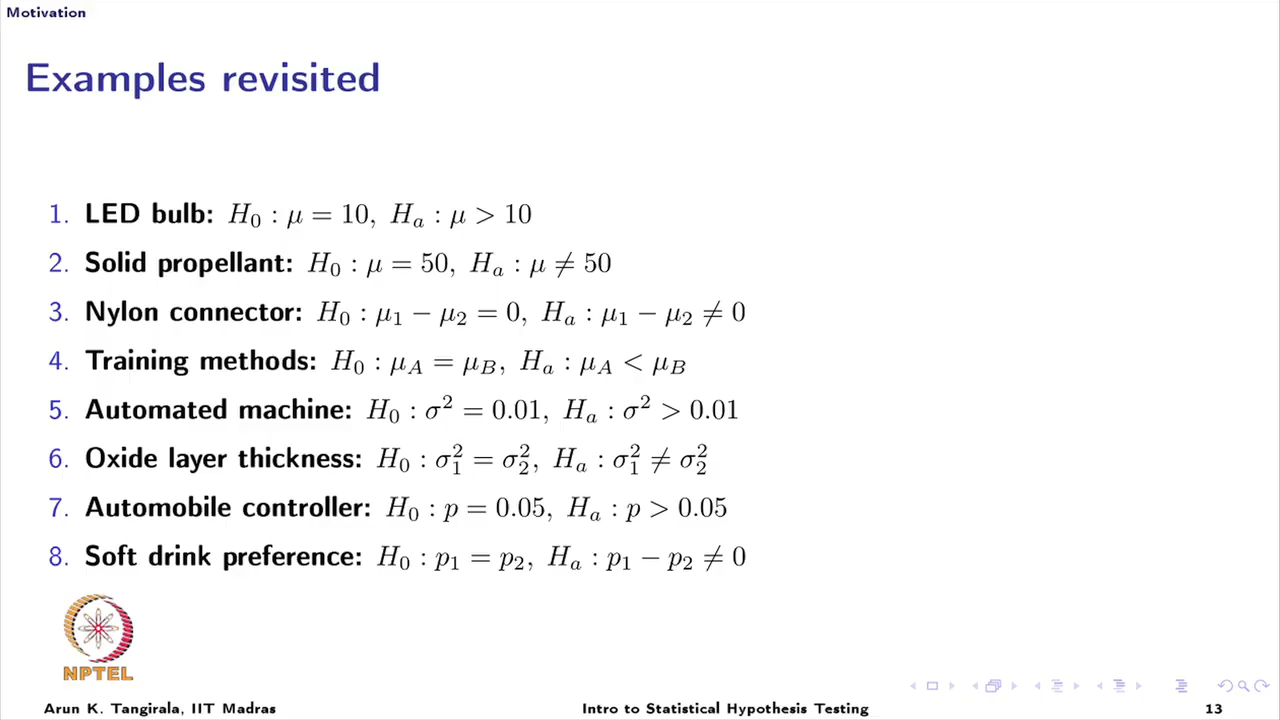 Motivation
Examples revisited
1. LED bulb: H₀ : μ = 10, Hₐ : μ > 10
2. Solid propellant: H₀ : μ = 50, Hₐ : μ ≠ 50
3. Nylon connector: H₀ : μ₁ − μ₂ = 0, Hₐ : μ₁ − μ₂ ≠ 0
4. Training methods: H₀ : μ_A = μ_B, Hₐ : μ_A < μ_B
5. Automated machine: H₀ : σ² = 0.01, Hₐ : σ² > 0.01
6. Oxide layer thickness: H₀ : σ₁² = σ₂², Hₐ : σ₁² ≠ σ₂²
7. Automobile controller: H₀ : p = 0.05, Hₐ : p > 0.05
8. Soft drink preference: H₀ : p₁ = p₂, Hₐ : p₁ − p₂ ≠ 0
NPTEL
Arun K. Tangirala, IIT Madras Intro to Statistical Hypothesis Testing 13